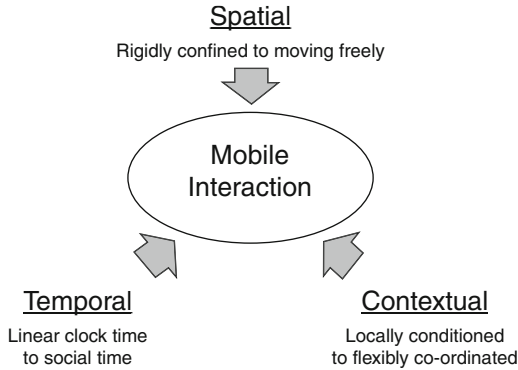 Spatial
Rigidly confined to moving freely
Mobile
Interaction
Temporal
Linear clock time
to social time
Contextual
Locally conditioned
to flexibly co-ordinated